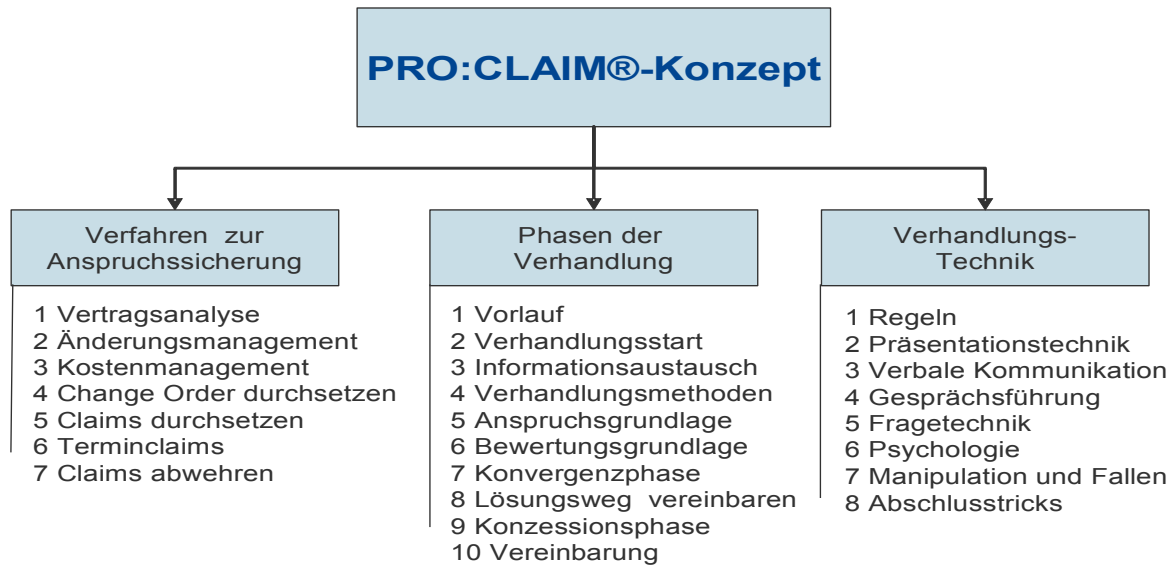 PRO:CLAIM®-Konzept
Verfahren zur
Anspruchssicherung
1 Vertragsanalyse
2 Änderungsmanagement
3 Kostenmanagement
4 Change Order durchsetzen
5 Claims durchsetzen
6 Terminclaims
7 Claims abwehren
Phasen der
Verhandlung
1 Vorlauf
2 Verhandlungsstart
3 Informationsaustausch
4 Verhandlungsmethoden
5 Anspruchsgrundlage
6 Bewertungsgrundlage
7 Konvergenzphase
8 Lösungsweg vereinbaren
9 Konzessionsphase
10 Vereinbarung
Verhandlungs-
Technik
1 Regeln
2 Präsentationstechnik
3 Verbale Kommunikation
4 Gesprächsführung
5 Fragetechnik
6 Psychologie
7 Manipulation und Fallen
8 Abschlusstricks